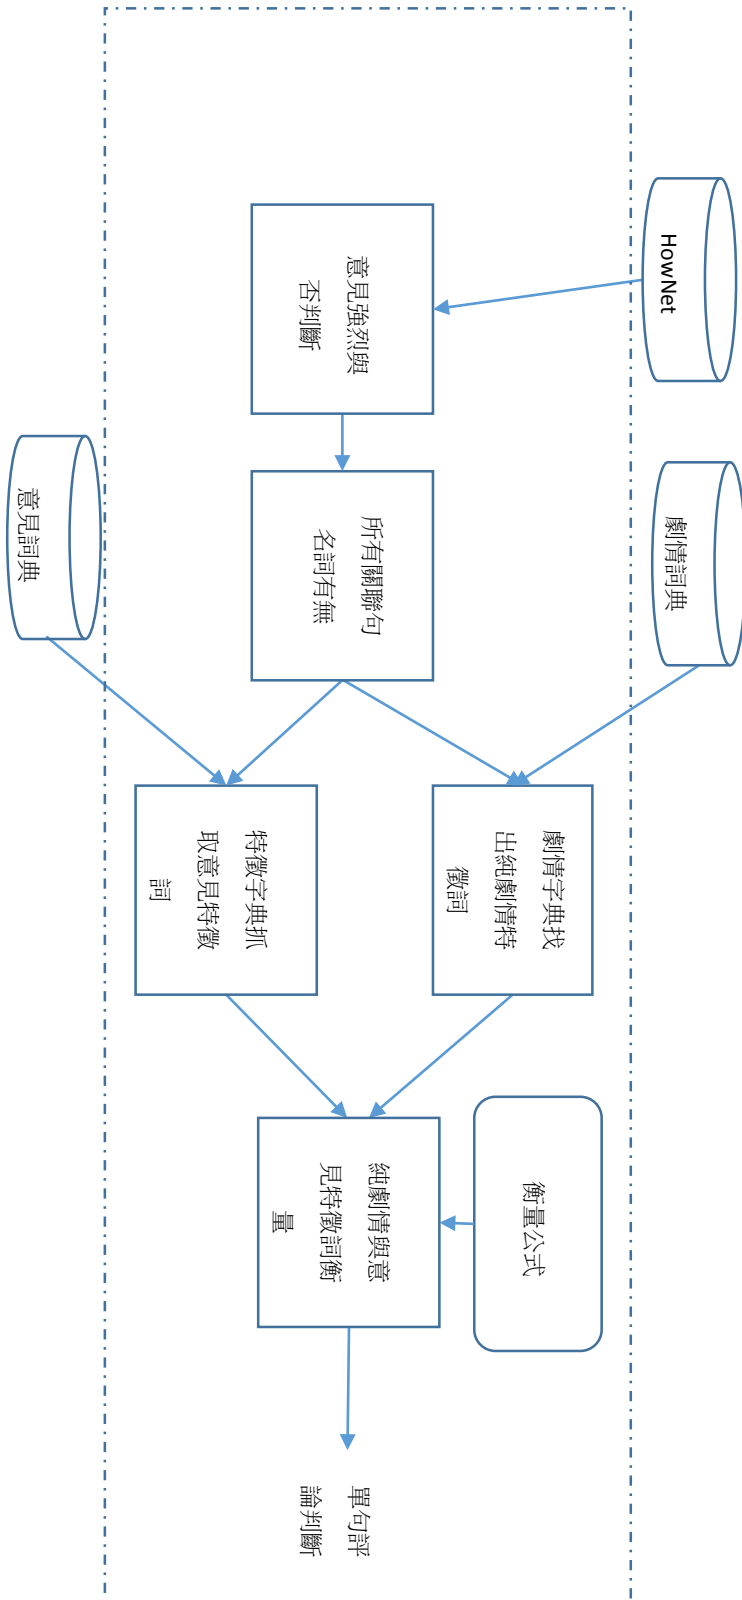 HowNet
意見強烈與
否判斷
所有關聯句
名詞有無
劇情詞典
意見詞典
劇情字典找
出純劇情特
徵詞
特徵字典抓
取意見特徵
詞
衡量公式
純劇情與意
見特徵詞衡
量
單句評
論判斷